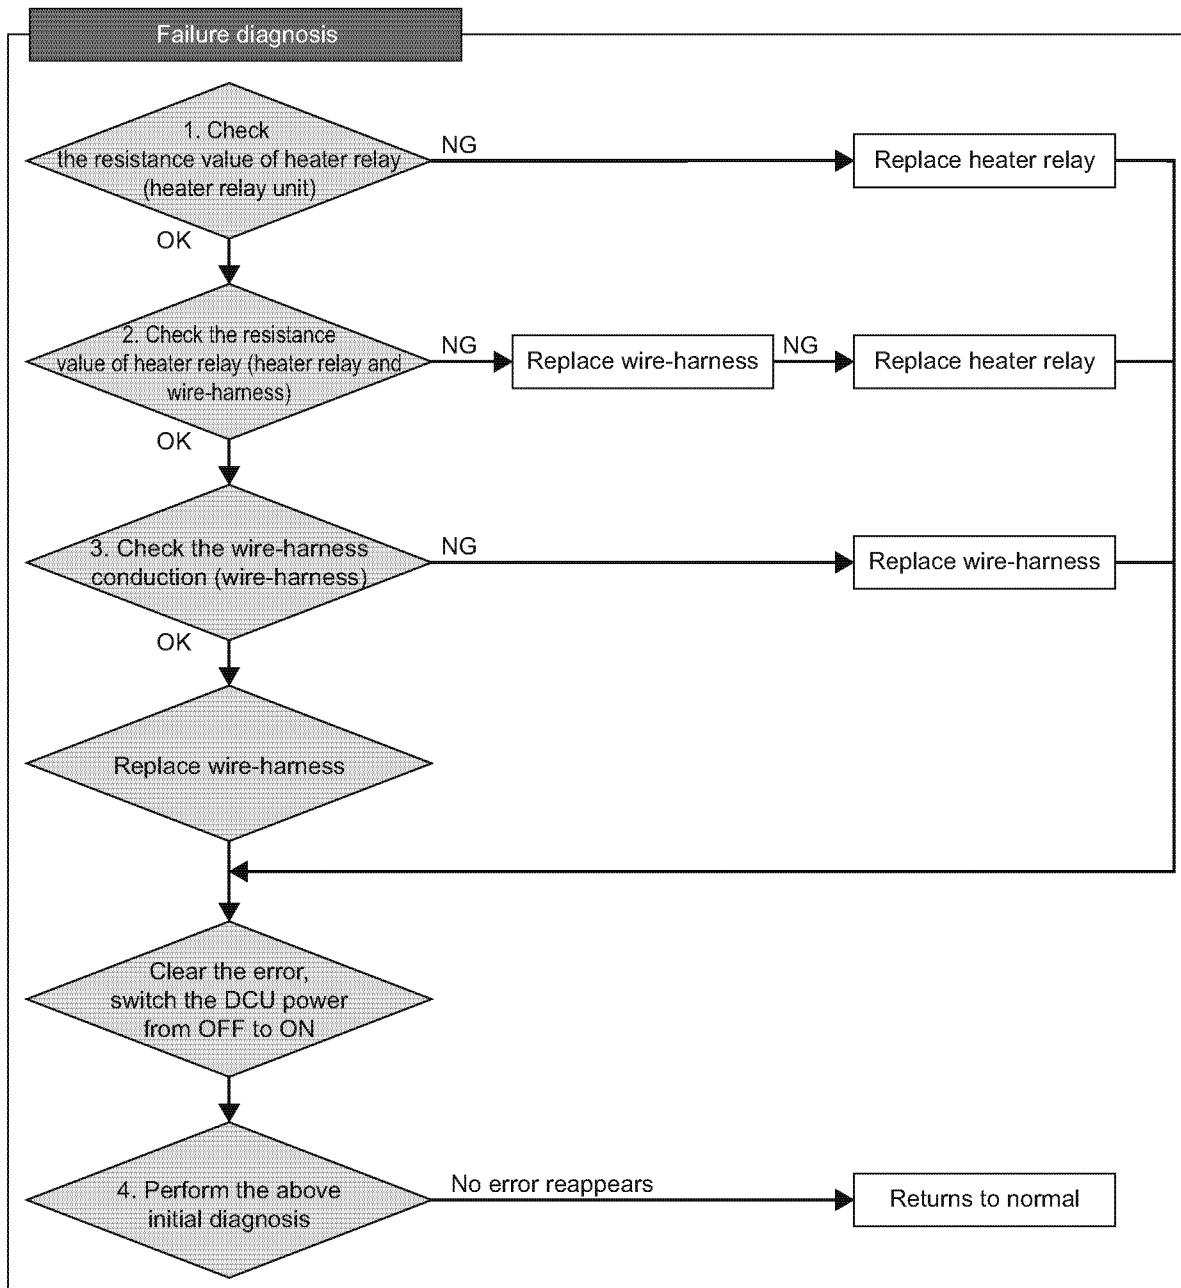 Failure diagnosis
1. Check
the resistance value of heater relay
(heater relay unit)
NG
Replace heater relay
OK
2. Check the resistance
value of heater relay (heater relay and
wire-harness)
NG
Replace wire-harness
NG
Replace heater relay
OK
3. Check the wire-harness
conduction (wire-harness)
NG
Replace wire-harness
OK
Replace wire-harness
Clear the error,
switch the DCU power
from OFF to ON
4. Perform the above
initial diagnosis
No error reappears
Returns to normal